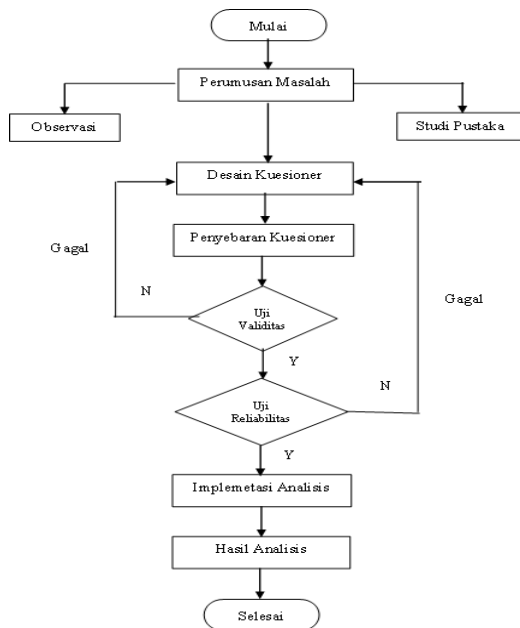 Mulai
Perumusan Masalah
Observasi
Studi Pustaka
Desain Kuesioner
Gagal
Penyebaran Kuesioner
N
Uji
Validitas
Gagal
Y
N
Uji
Reliabilitas
Y
Implemetasi Analisis
Hasil Analisis
Selesai